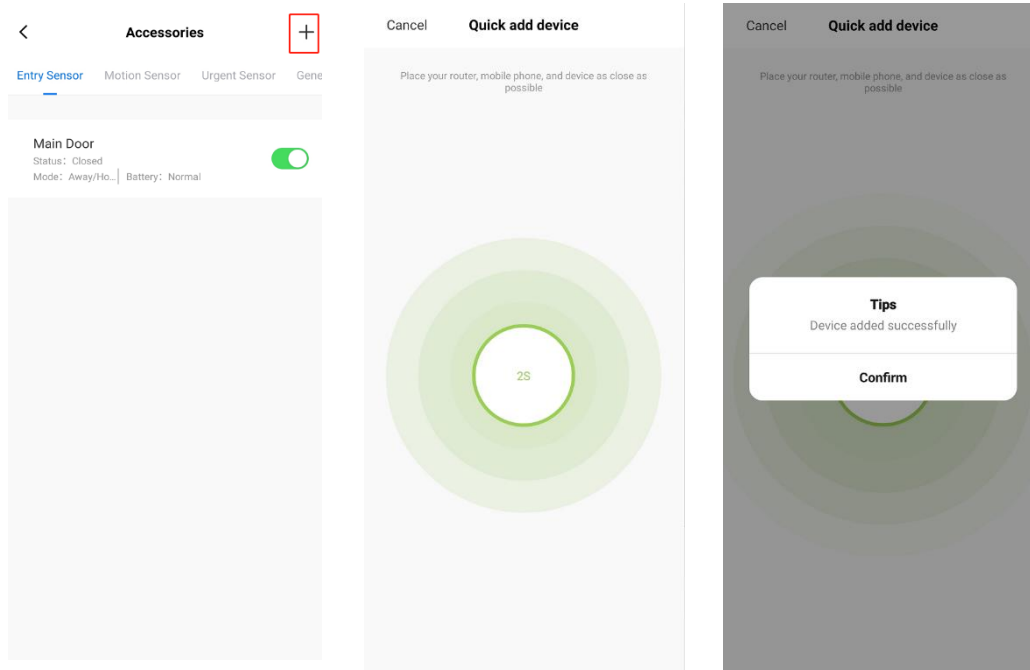 Accessories
Entry Sensor Motion Sensor Urgent Sensor Gene
Main Door
Status: Closed
Mode: Away/Ho... Battery: Normal
Cancel Quick add device
Place your router, mobile phone, and device as close as
possible
2S
Cancel Quick add device
Place your router, mobile phone, and device as close as
possible
Tips
Device added successfully
Confirm